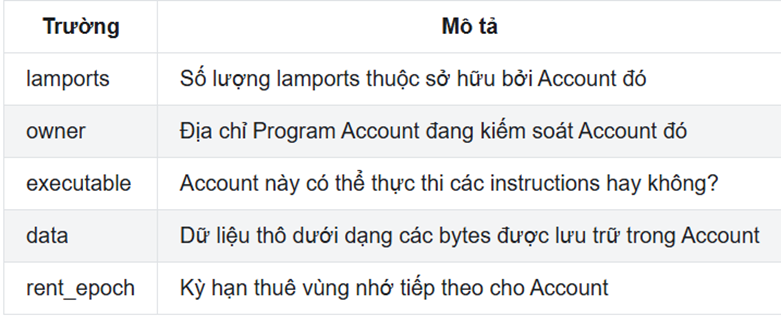 Trường Mô tả
lamports Số lượng lamports thuộc sở hữu bởi Account đó
owner Địa chỉ Program Account đang kiếm soát Account đó
executable Account này có thể thực thi các instructions hay không?
data Dữ liệu thô dưới dạng các bytes được lưu trữ trong Account
rent_epoch Kỳ hạn thuê vùng nhớ tiếp theo cho Account